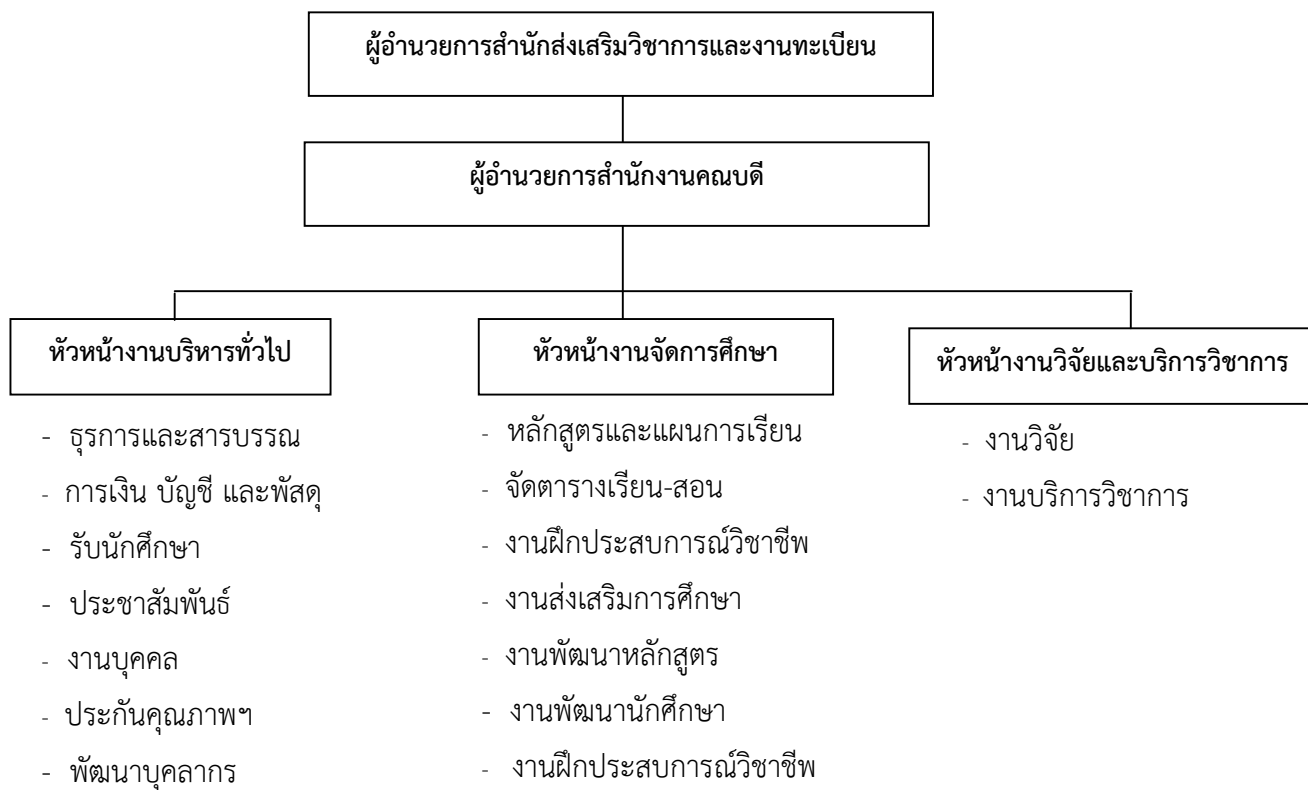 ผู้อำนวยการสำนักส่งเสริมวิชาการและงานทะเบียน
ผู้อำนวยการสำนักงานคณบดี
หัวหน้างานบริหารทั่วไป
- ธุรการและสารบรรณ
- การเงิน บัญชี และพัสดุ
- รับนักศึกษา
- ประชาสัมพันธ์
- งานบุคคล
- ประกันคุณภาพฯ
- พัฒนาบุคลากร
หัวหน้างานจัดการศึกษา
- หลักสูตรและแผนการเรียน
- จัดตารางเรียน-สอน
- งานฝึกประสบการณ์วิชาชีพ
- งานส่งเสริมการศึกษา
- งานพัฒนาหลักสูตร
- งานพัฒนานักศึกษา
- งานฝึกประสบการณ์วิชาชีพ
หัวหน้างานวิจัยและบริการวิชาการ
- งานวิจัย
- งานบริการวิชาการ